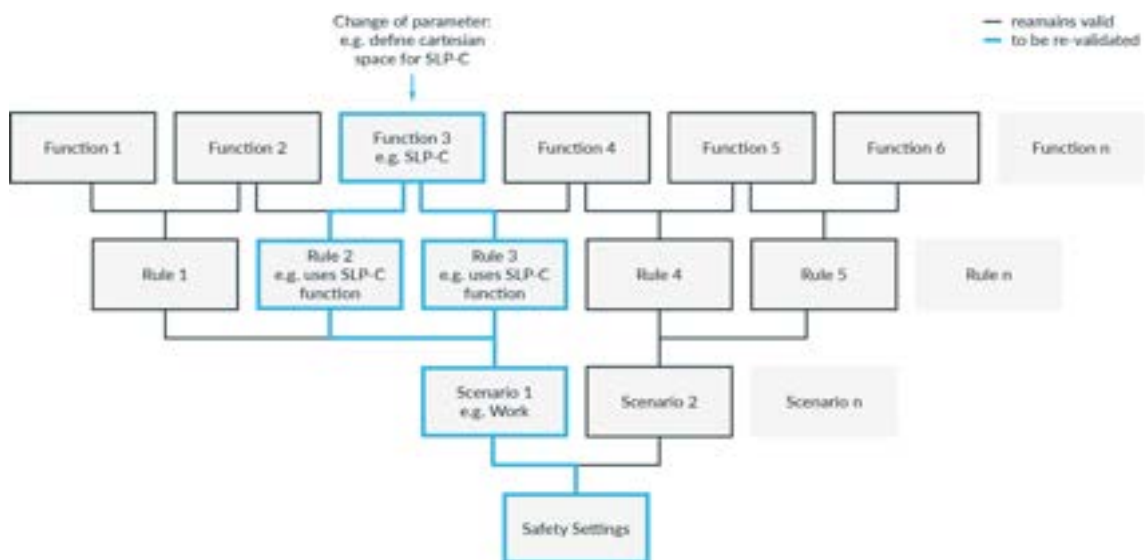 Change of parameter:
e.g. define cartesian
space for SLP-C
reamains valid
to be re-validated
Function 1
Function 2
Function 3
e.g. SLP-C
Function 4
Function 5
Function 6
Function n
Rule 1
Rule 2
e.g. uses SLP-C
function
Rule 3
e.g. uses SLP-C
function
Rule 4
Rule 5
Rule n
Scenario 1
e.g. Work
Scenario 2
Scenario n
Safety Settings